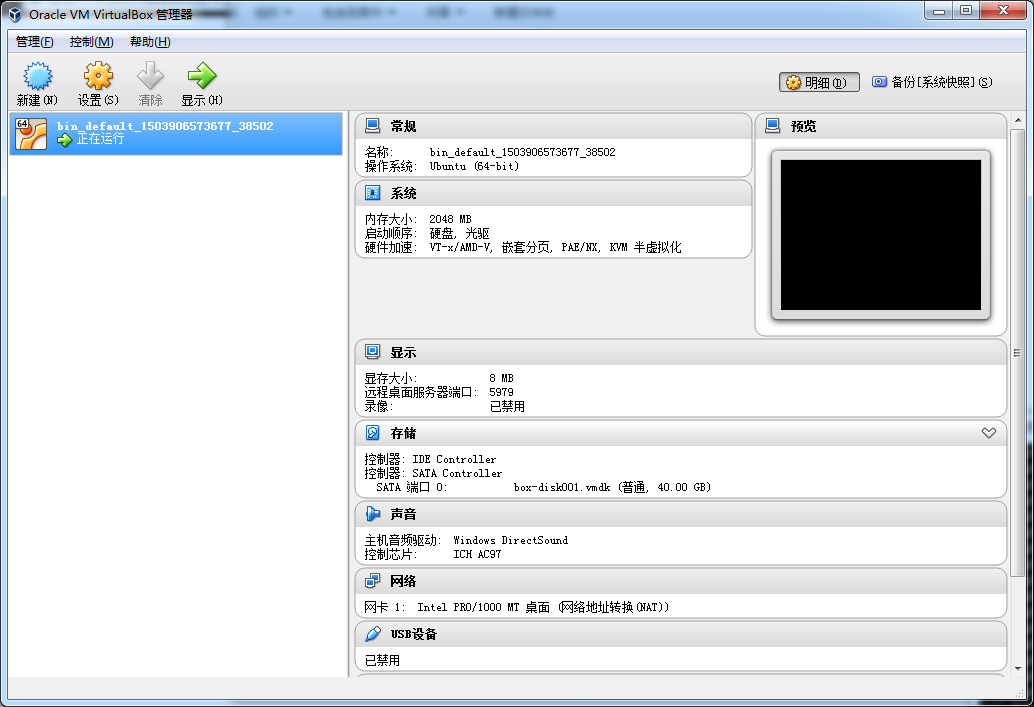 Oracle VM VirtualBox 管理器
管理(F) 控制(M) 帮助(H)
新建(N) 设置(S) 清除 显示(H) 明细(D) 备份[系统快照](S)
64 bin_default_1503906573677_38502
正在运行
常规
名称: bin_default_1503906573677_38502
操作系统: Ubuntu (64-bit)
预览
系统
内存大小: 2048 MB
启动顺序: 硬盘, 光驱
硬件加速: VT-x/AMD-V, 嵌套分页, PAE/NX, KVM 半虚拟化
显示
显存大小: 8 MB
远程桌面服务器端口: 5979
录像: 已禁用
存储
控制器: IDE Controller
控制器: SATA Controller
SATA 端口 0: box-disk001.vmdk (普通, 40.00 GB)
声音
主机音频驱动: Windows DirectSound
控制芯片: ICH AC97
网络
网卡 1: Intel PRO/1000 MT 桌面 (网络地址转换(NAT))
USB设备
已禁用